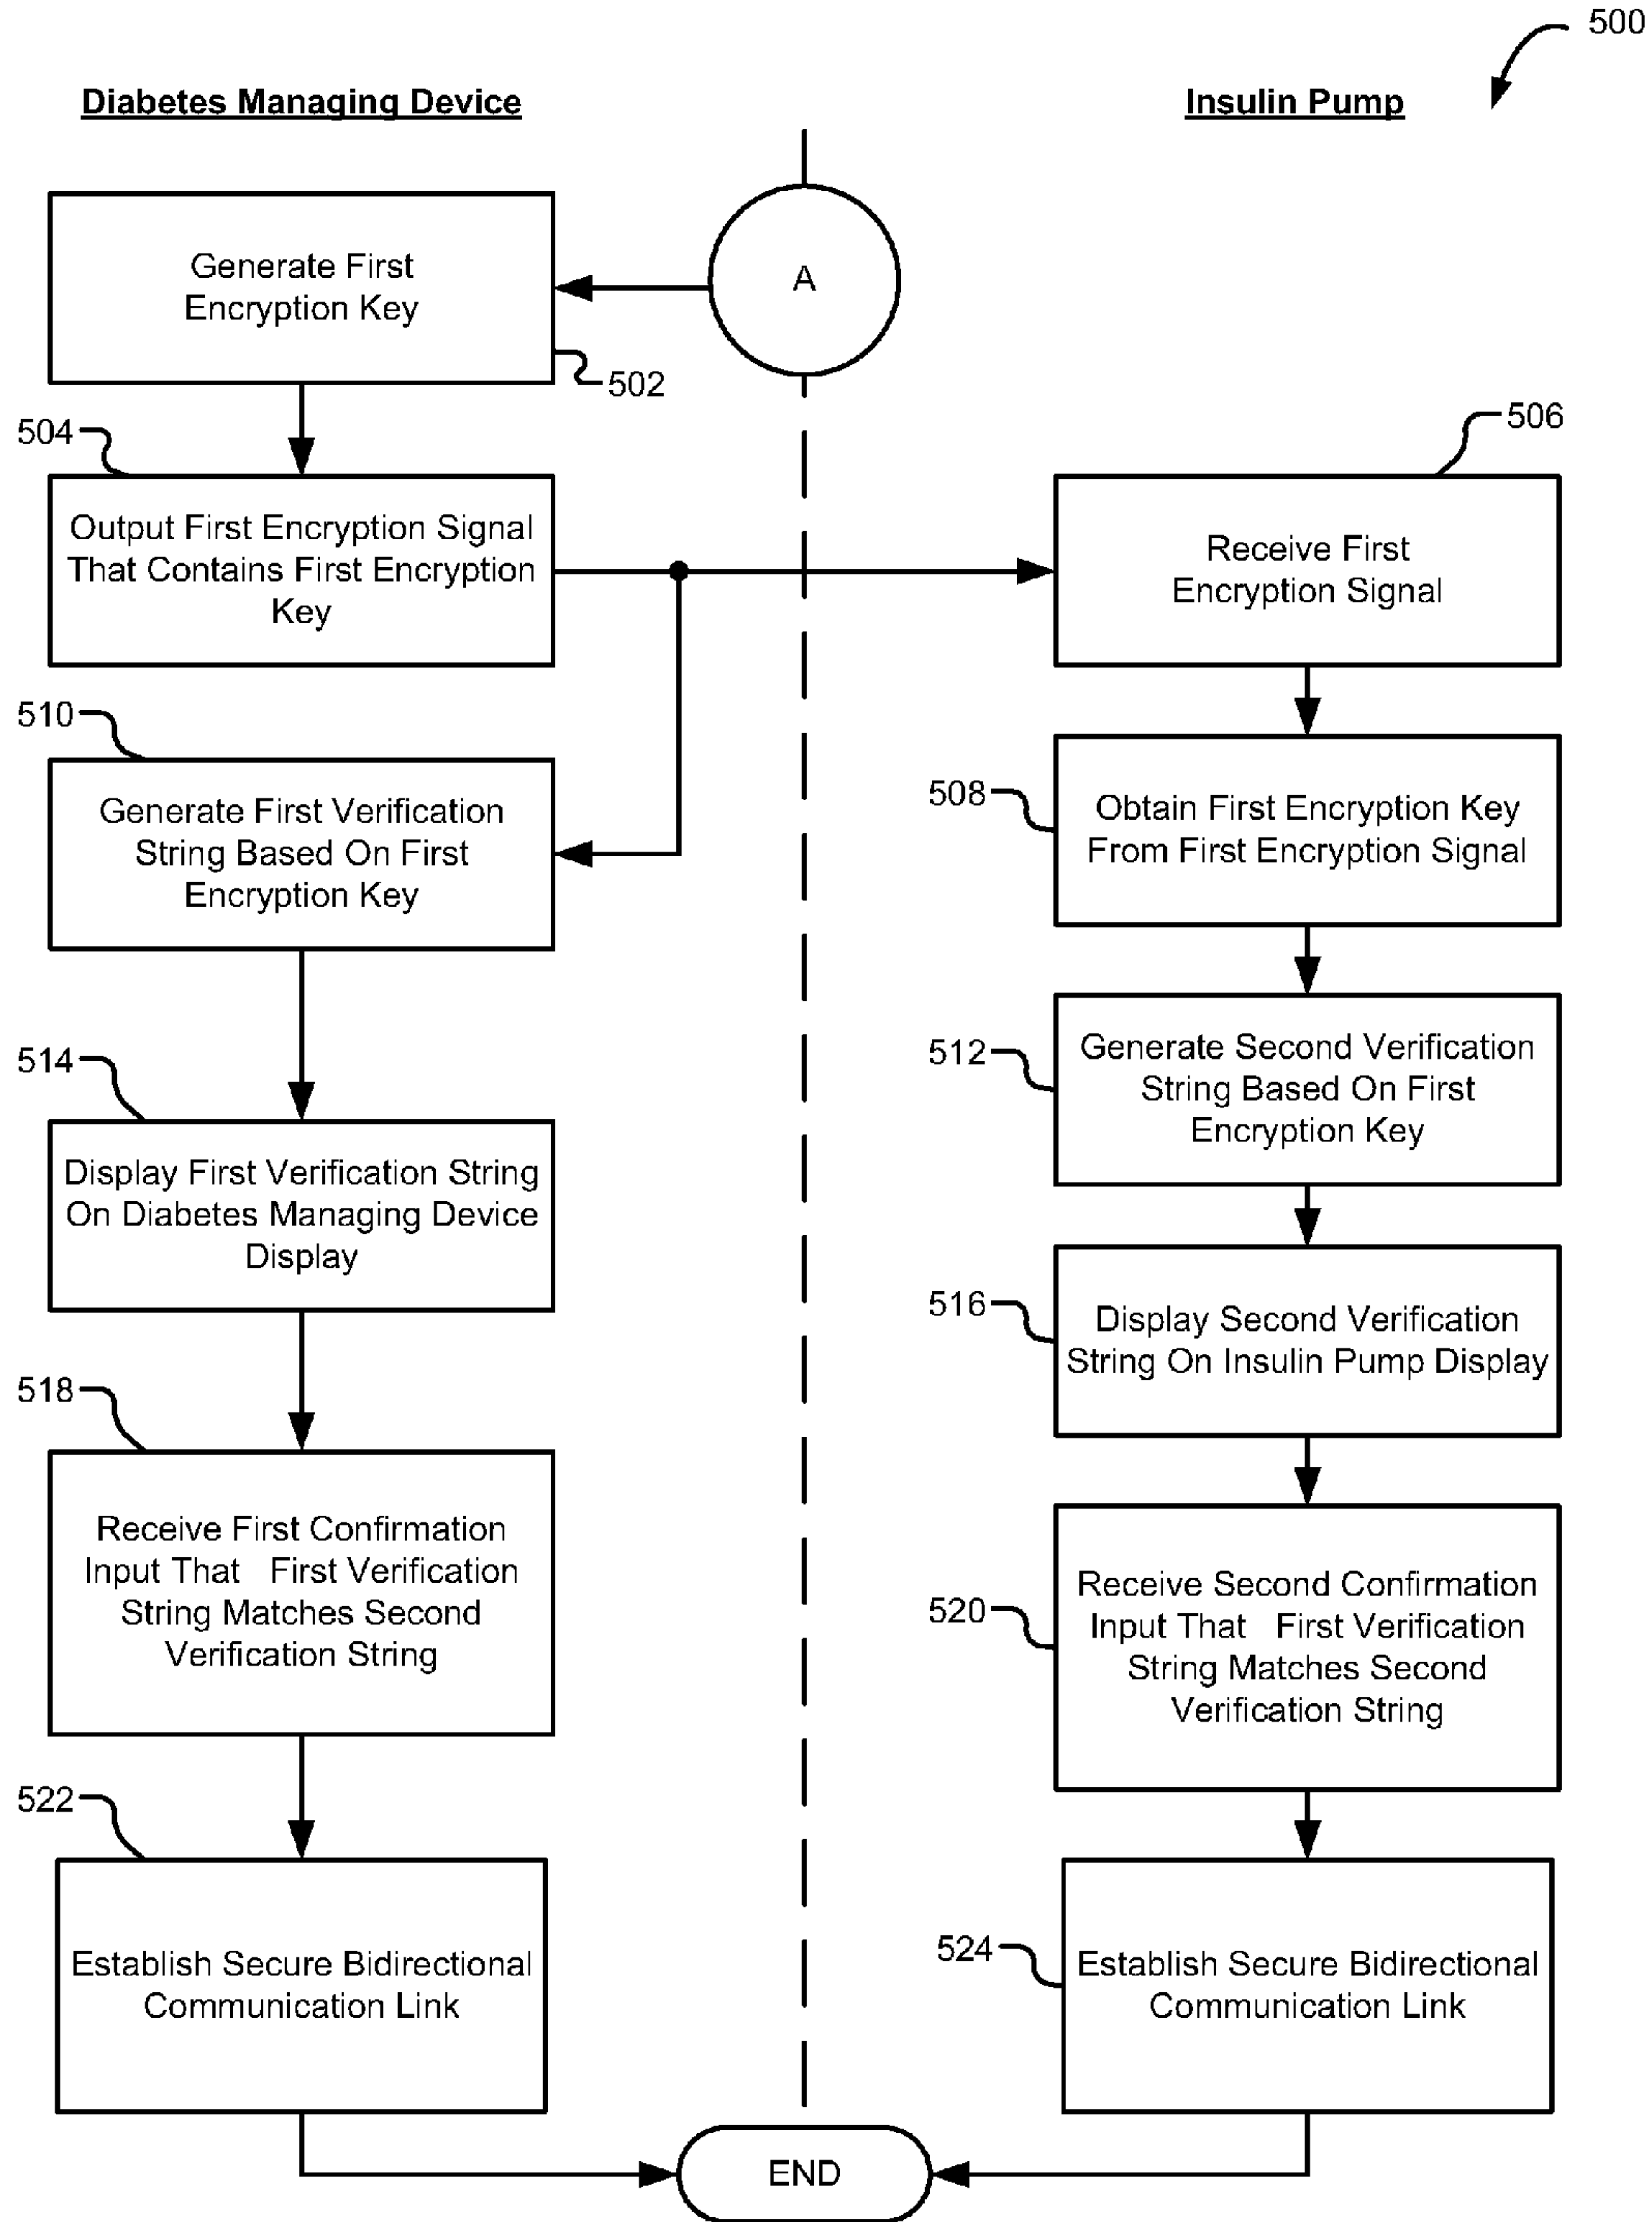 500
Diabetes Managing Device
Insulin Pump
A
Generate First
Encryption Key
502
504
Output First Encryption Signal
That Contains First Encryption
Key
506
Receive First
Encryption Signal
510
Generate First Verification
String Based On First
Encryption Key
508
Obtain First Encryption Key
From First Encryption Signal
512
Generate Second Verification
String Based On First
Encryption Key
514
Display First Verification String
On Diabetes Managing Device
Display
516
Display Second Verification
String On Insulin Pump Display
518
Receive First Confirmation
Input That First Verification
String Matches Second
Verification String
520
Receive Second Confirmation
Input That First Verification
String Matches Second
Verification String
522
Establish Secure Bidirectional
Communication Link
524
Establish Secure Bidirectional
Communication Link
END